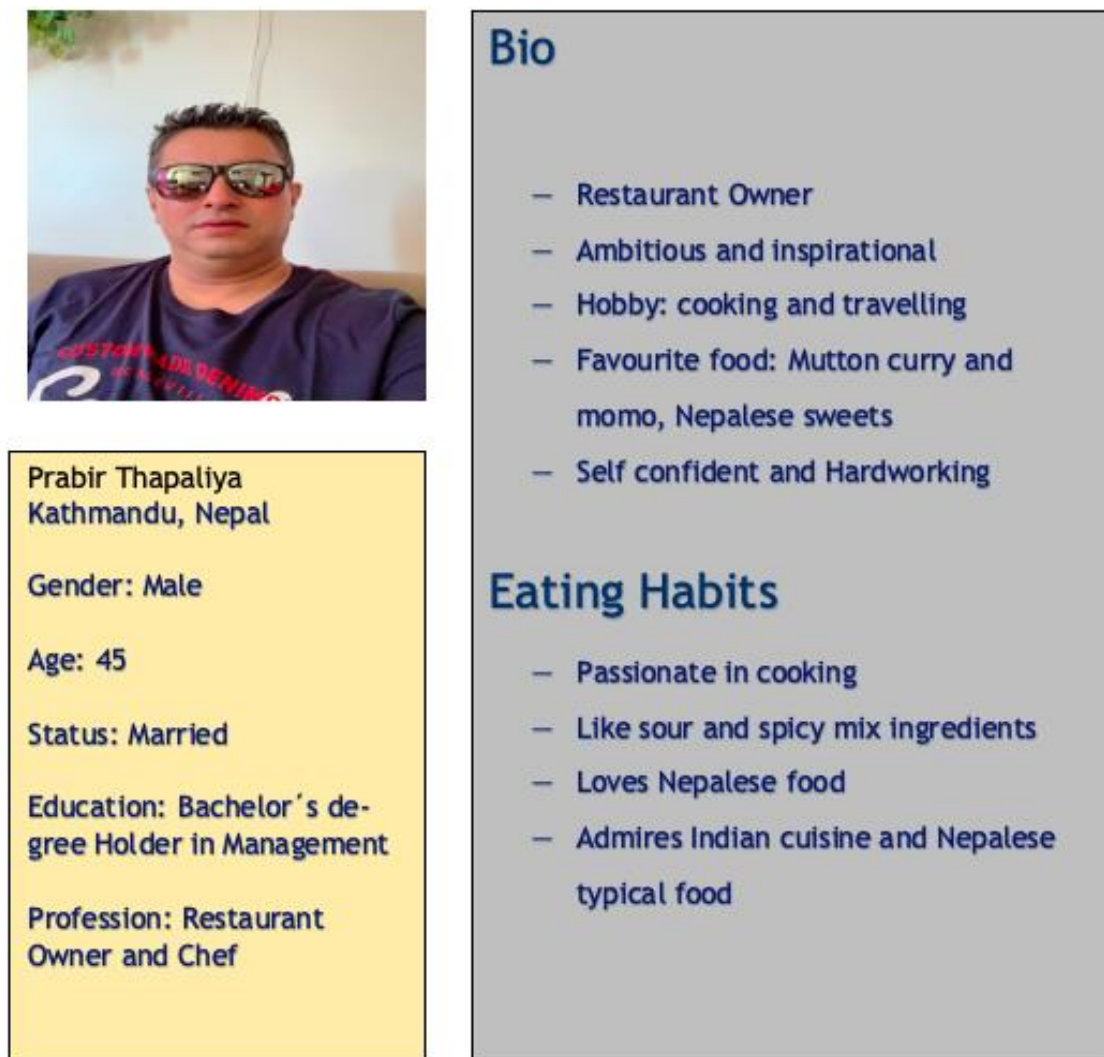 CUSTOM MADE DENIM
Prabir Thapaliya
Kathmandu, Nepal
Gender: Male
Age: 45
Status: Married
Education: Bachelor´s de-
gree Holder in Management
Profession: Restaurant
Owner and Chef
Bio
– Restaurant Owner
– Ambitious and inspirational
– Hobby: cooking and travelling
– Favourite food: Mutton curry and
momo, Nepalese sweets
– Self confident and Hardworking
Eating Habits
– Passionate in cooking
– Like sour and spicy mix ingredients
– Loves Nepalese food
– Admires Indian cuisine and Nepalese
typical food